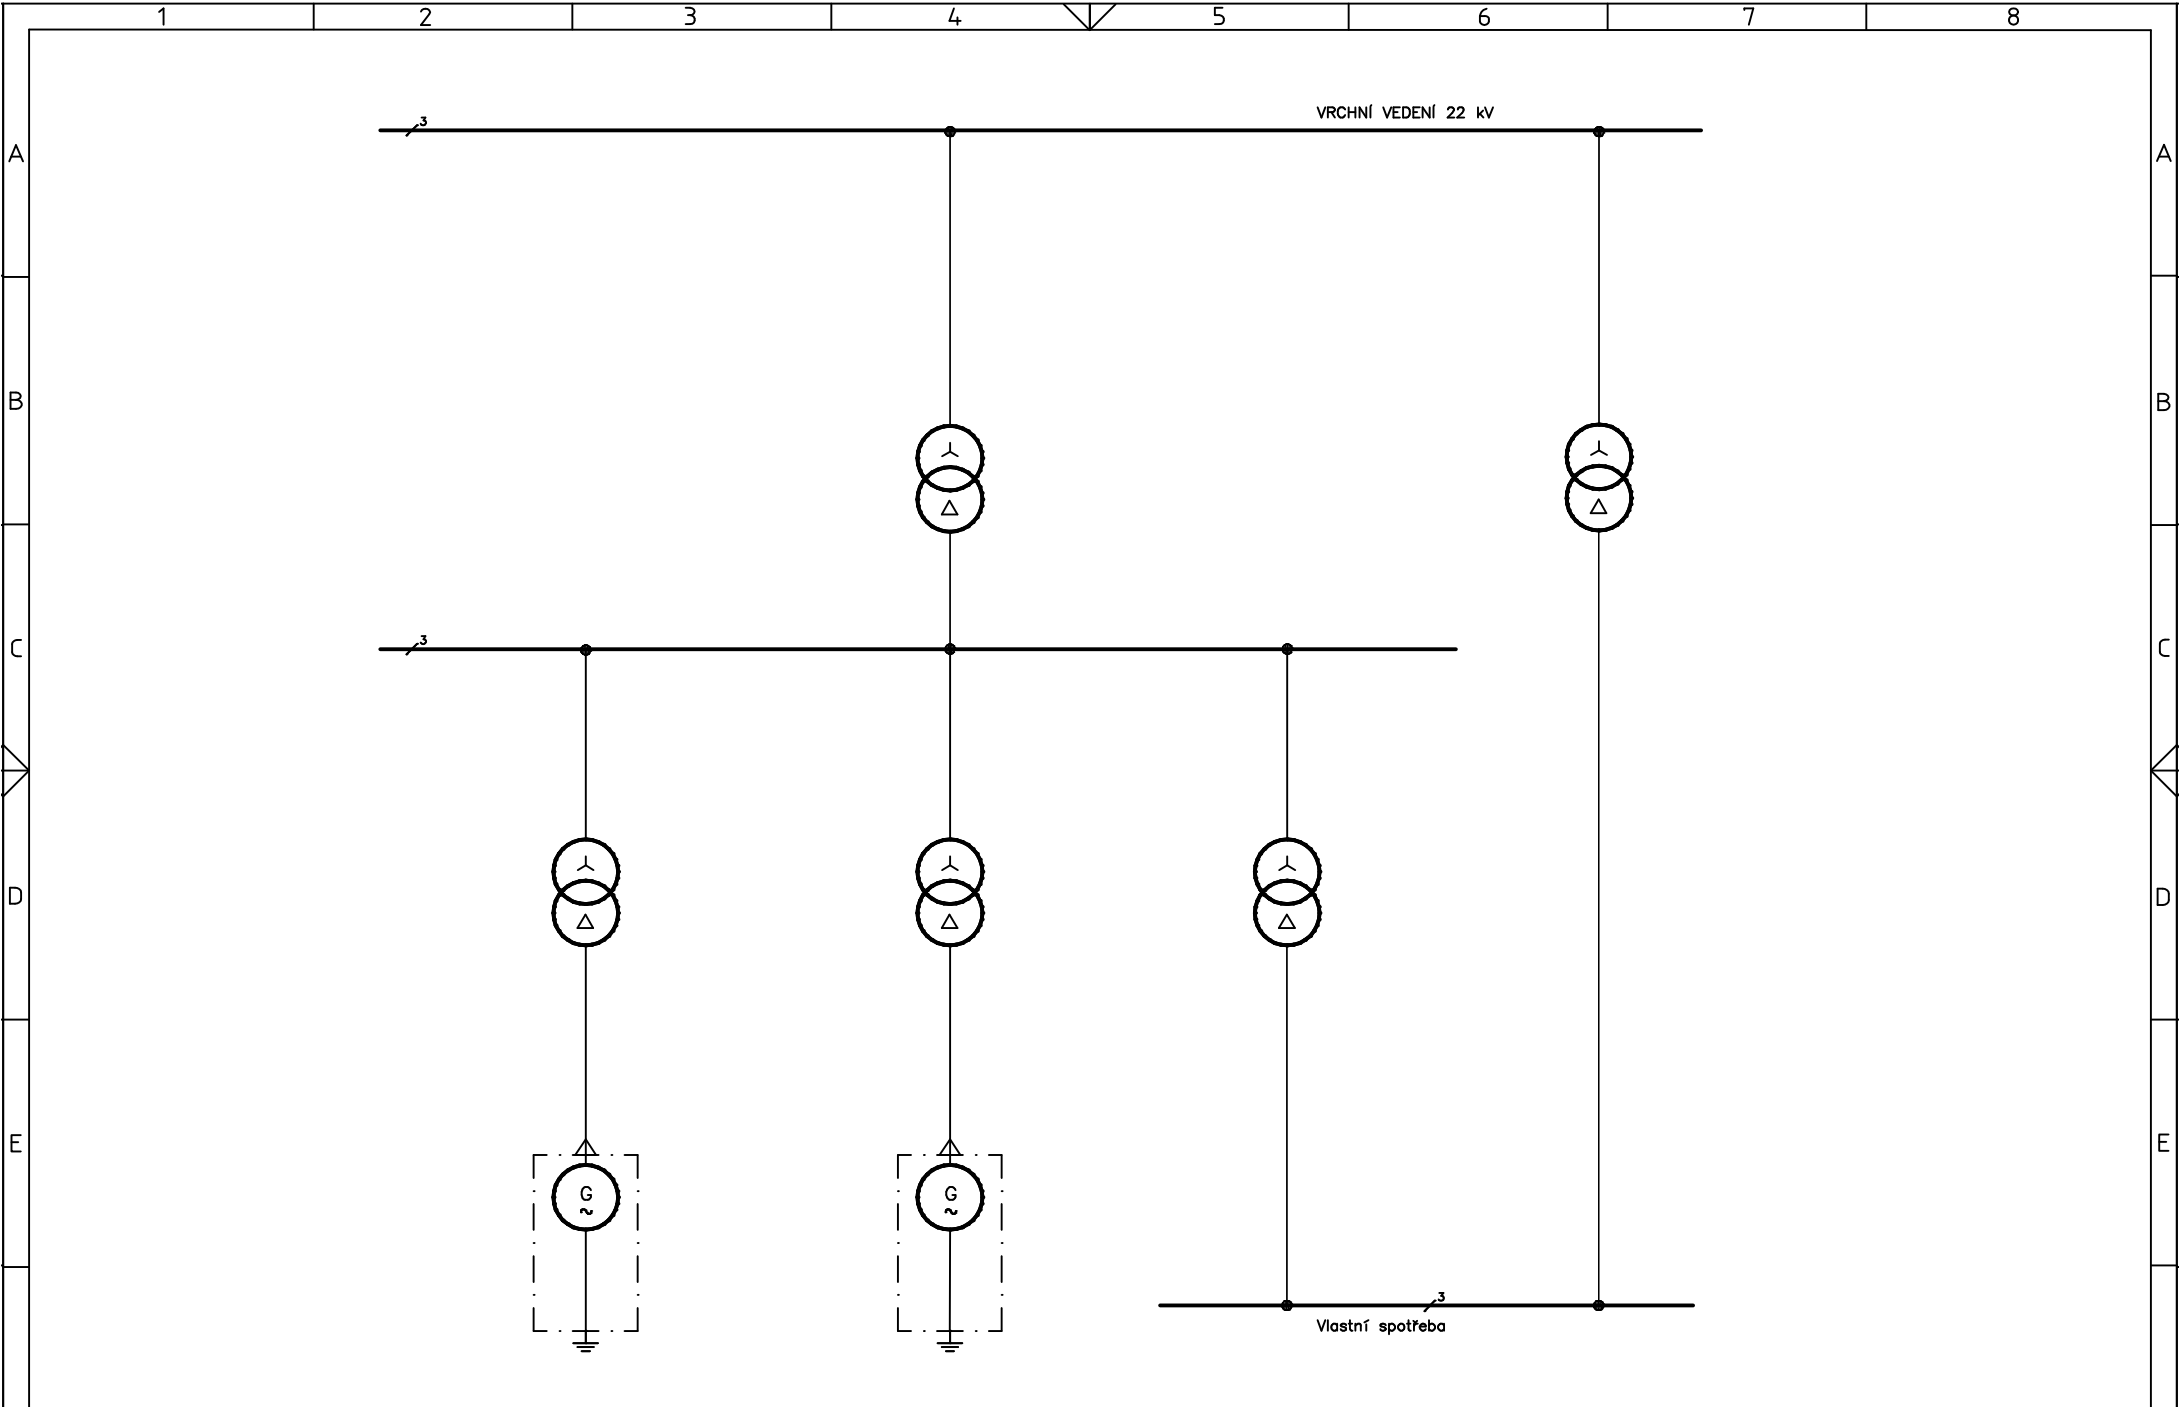 1 2 3 4 5 6 7 8
VRCHNÍ VEDENÍ 22 kV
3
A A
B B
3
C C
D D
E E
G G
~ ~
3
Vlastní spotřeba